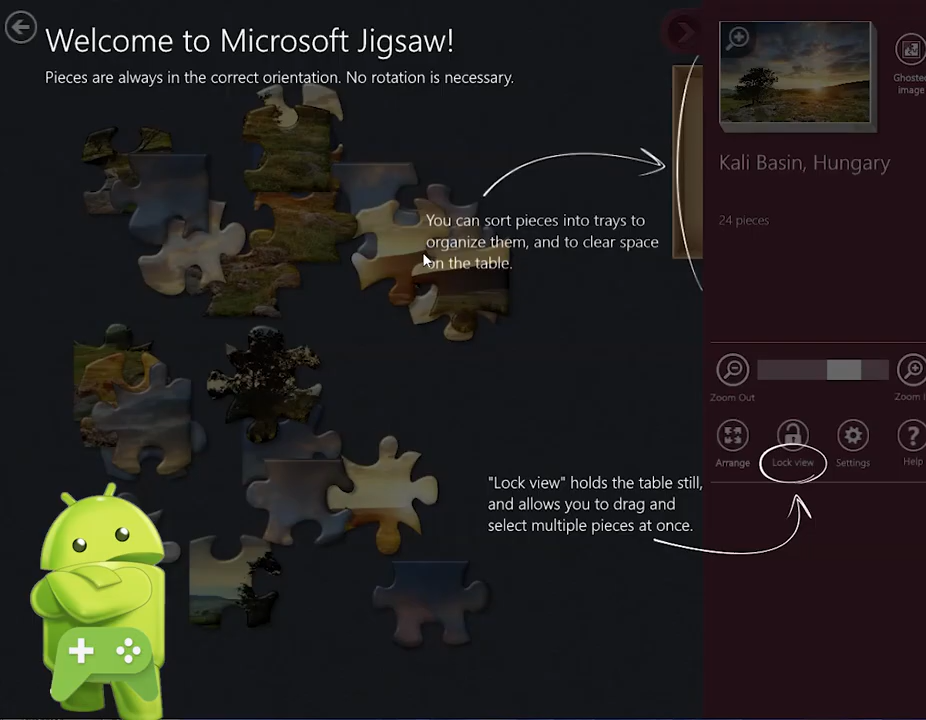 Welcome to Microsoft Jigsaw!
Pieces are always in the correct orientation. No rotation is necessary.
Ghosted
image
Kali Basin, Hungary
24 pieces
You can sort pieces into trays to
organize them, and to clear space
on the table.
Zoom Out
Zoom I
Arrange
Lock view
Settings
Help
"Lock view" holds the table still,
and allows you to drag and
select multiple pieces at once.